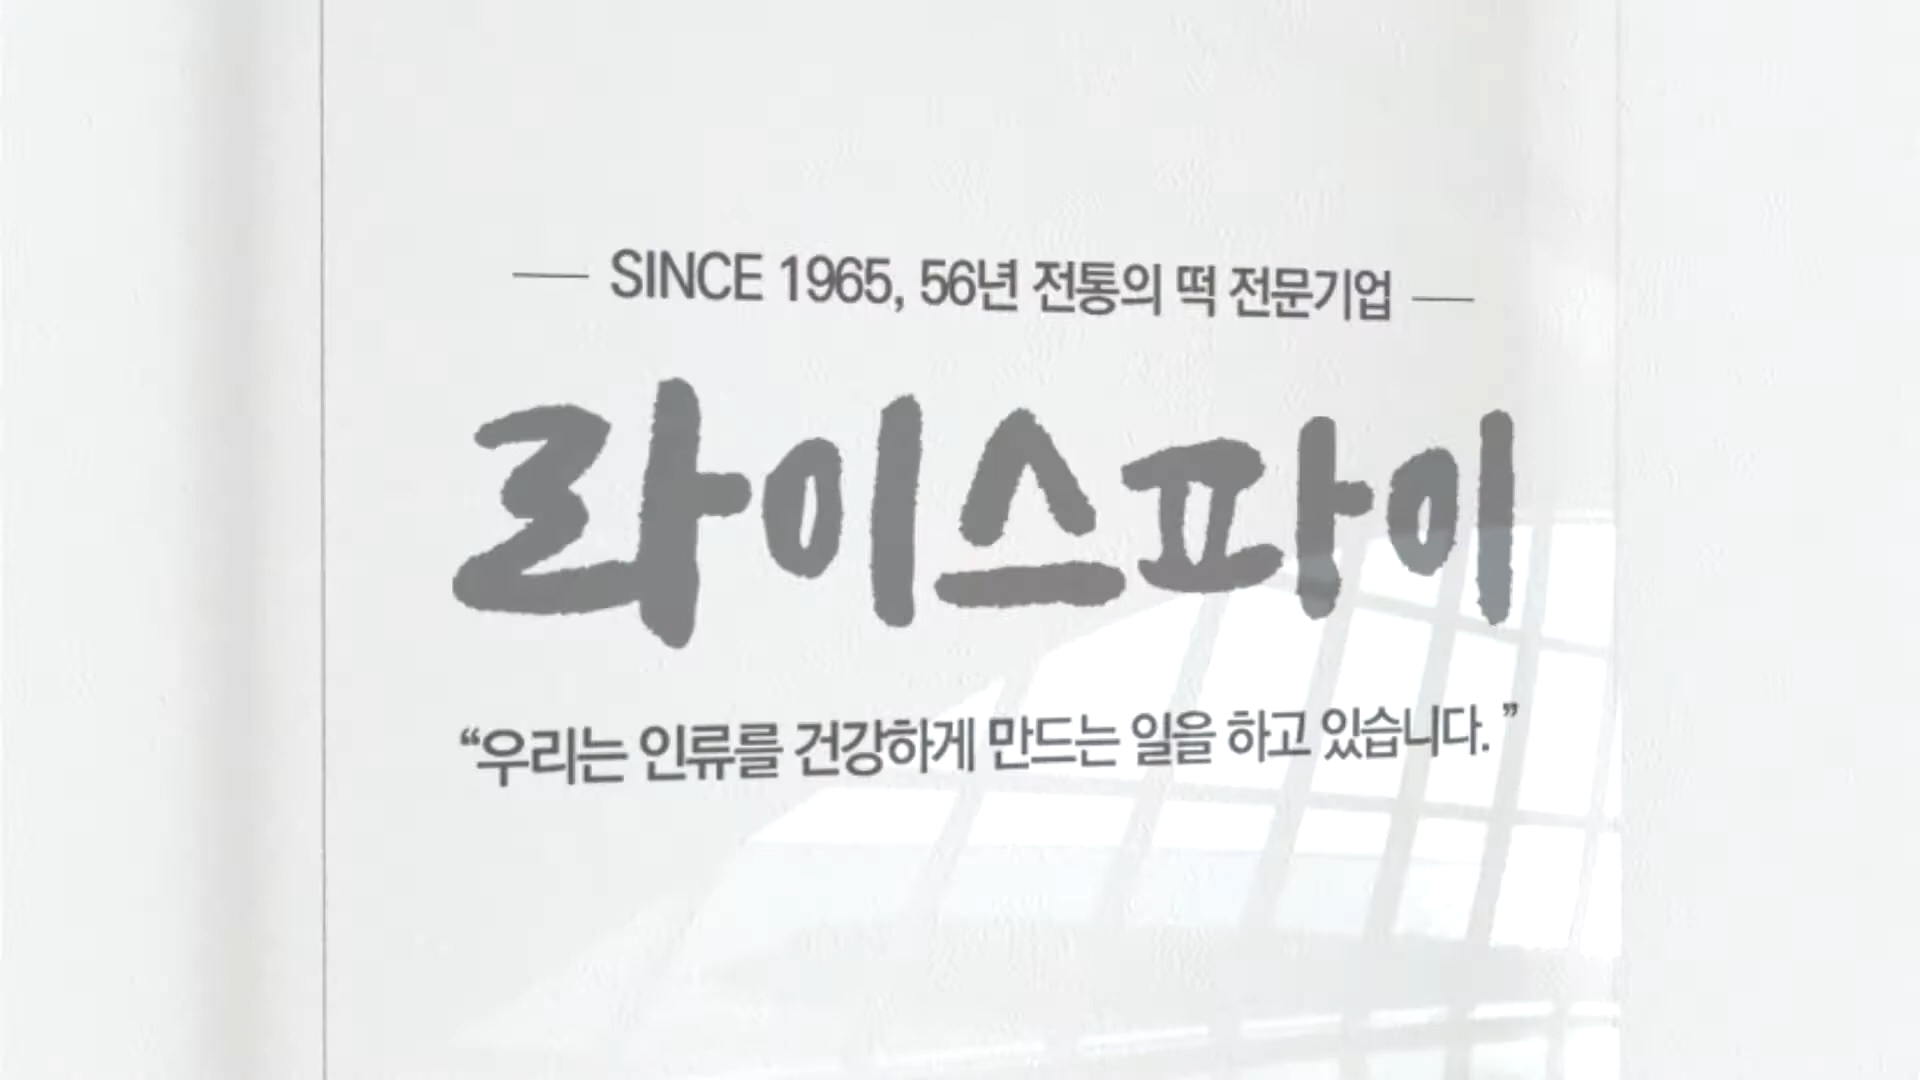 SINCE 1965, 56년 전통의 떡 전문기업
라이스파이
“우리는 인류를 건강하게 만드는 일을 하고 있습니다.”